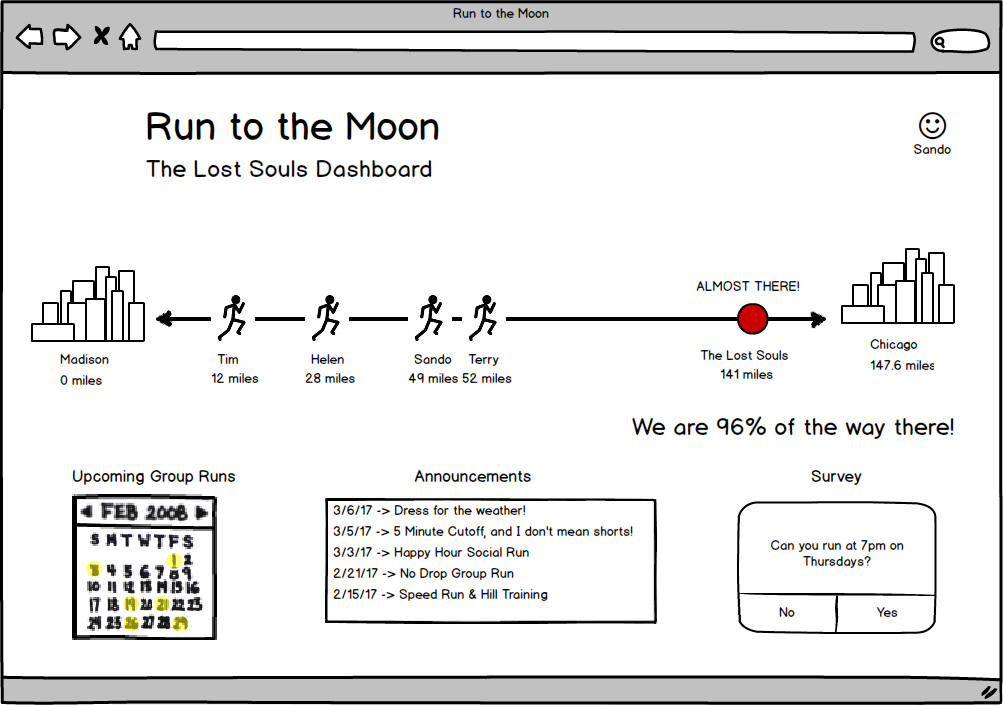 Run to the Moon
Run to the Moon
The Lost Souls Dashboard
Sando
ALMOST THERE!
Madison
0 miles
Tim
12 miles
Helen
28 miles
Sando
49 miles
Terry
52 miles
The Lost Souls
141 miles
Chicago
147.6 miles
We are 96% of the way there!
Upcoming Group Runs
FEB 2008
S M T W T F S
1 2
3 4 5 6 7 8 9
10 11 12 13 14 15 16
17 18 19 20 21 22 23
24 25 26 27 28 29
Announcements
3/6/17 -> Dress for the weather!
3/5/17 -> 5 Minute Cutoff, and I don't mean shorts!
3/3/17 -> Happy Hour Social Run
2/21/17 -> No Drop Group Run
2/15/17 -> Speed Run & Hill Training
Survey
Can you run at 7pm on
Thursdays?
No
Yes